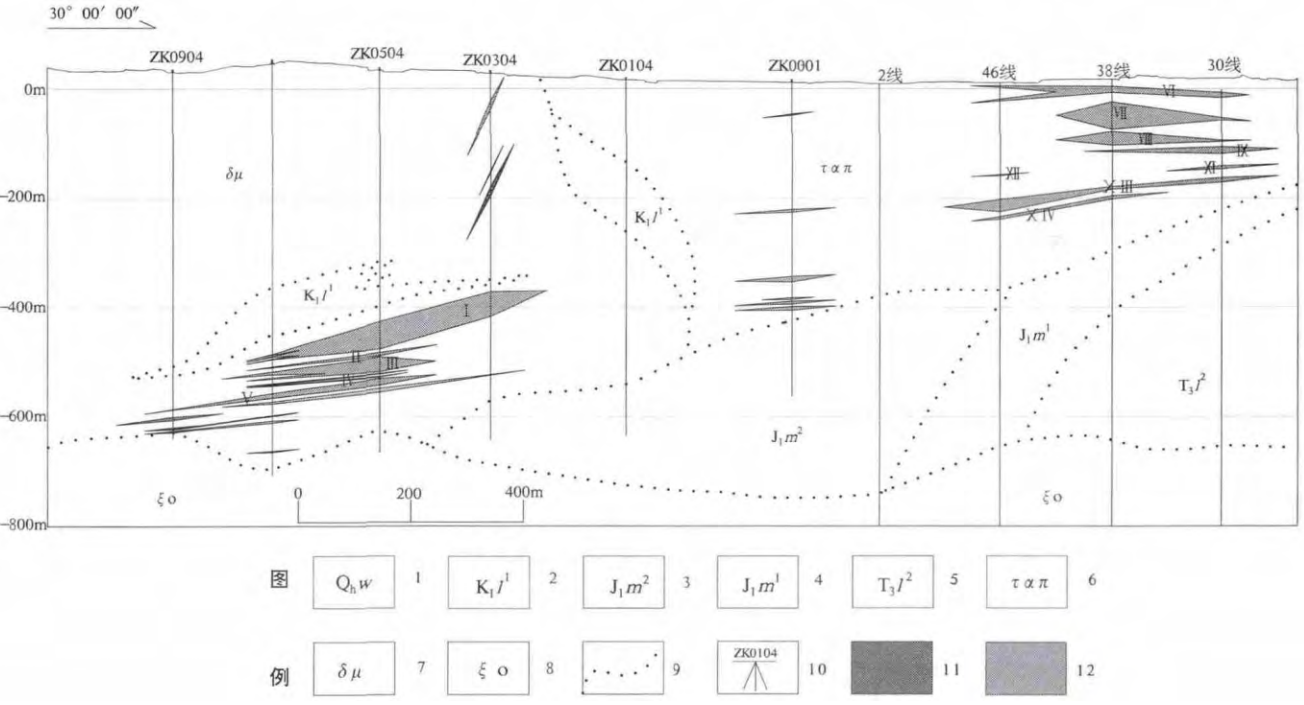 30° 00′ 00″
ZK0904 ZK0504 ZK0304 ZK0104 ZK0001 2线 46线 38线 30线
0m
VI
VII
VIII
IX
δμ ταπ XII XI
−200m XIII
K₁l¹ XIV
K₁l¹
−400m I J₁m¹
II
III T₃l²
IV
V
−600m J₁m²
ξο 0 200 400m ξο
−800m
图 Qₕw 1 K₁l¹ 2 J₁m² 3 J₁m¹ 4 T₃l² 5 ταπ 6
例 δμ 7 ξο 8 9 ZK0104 10 11 12